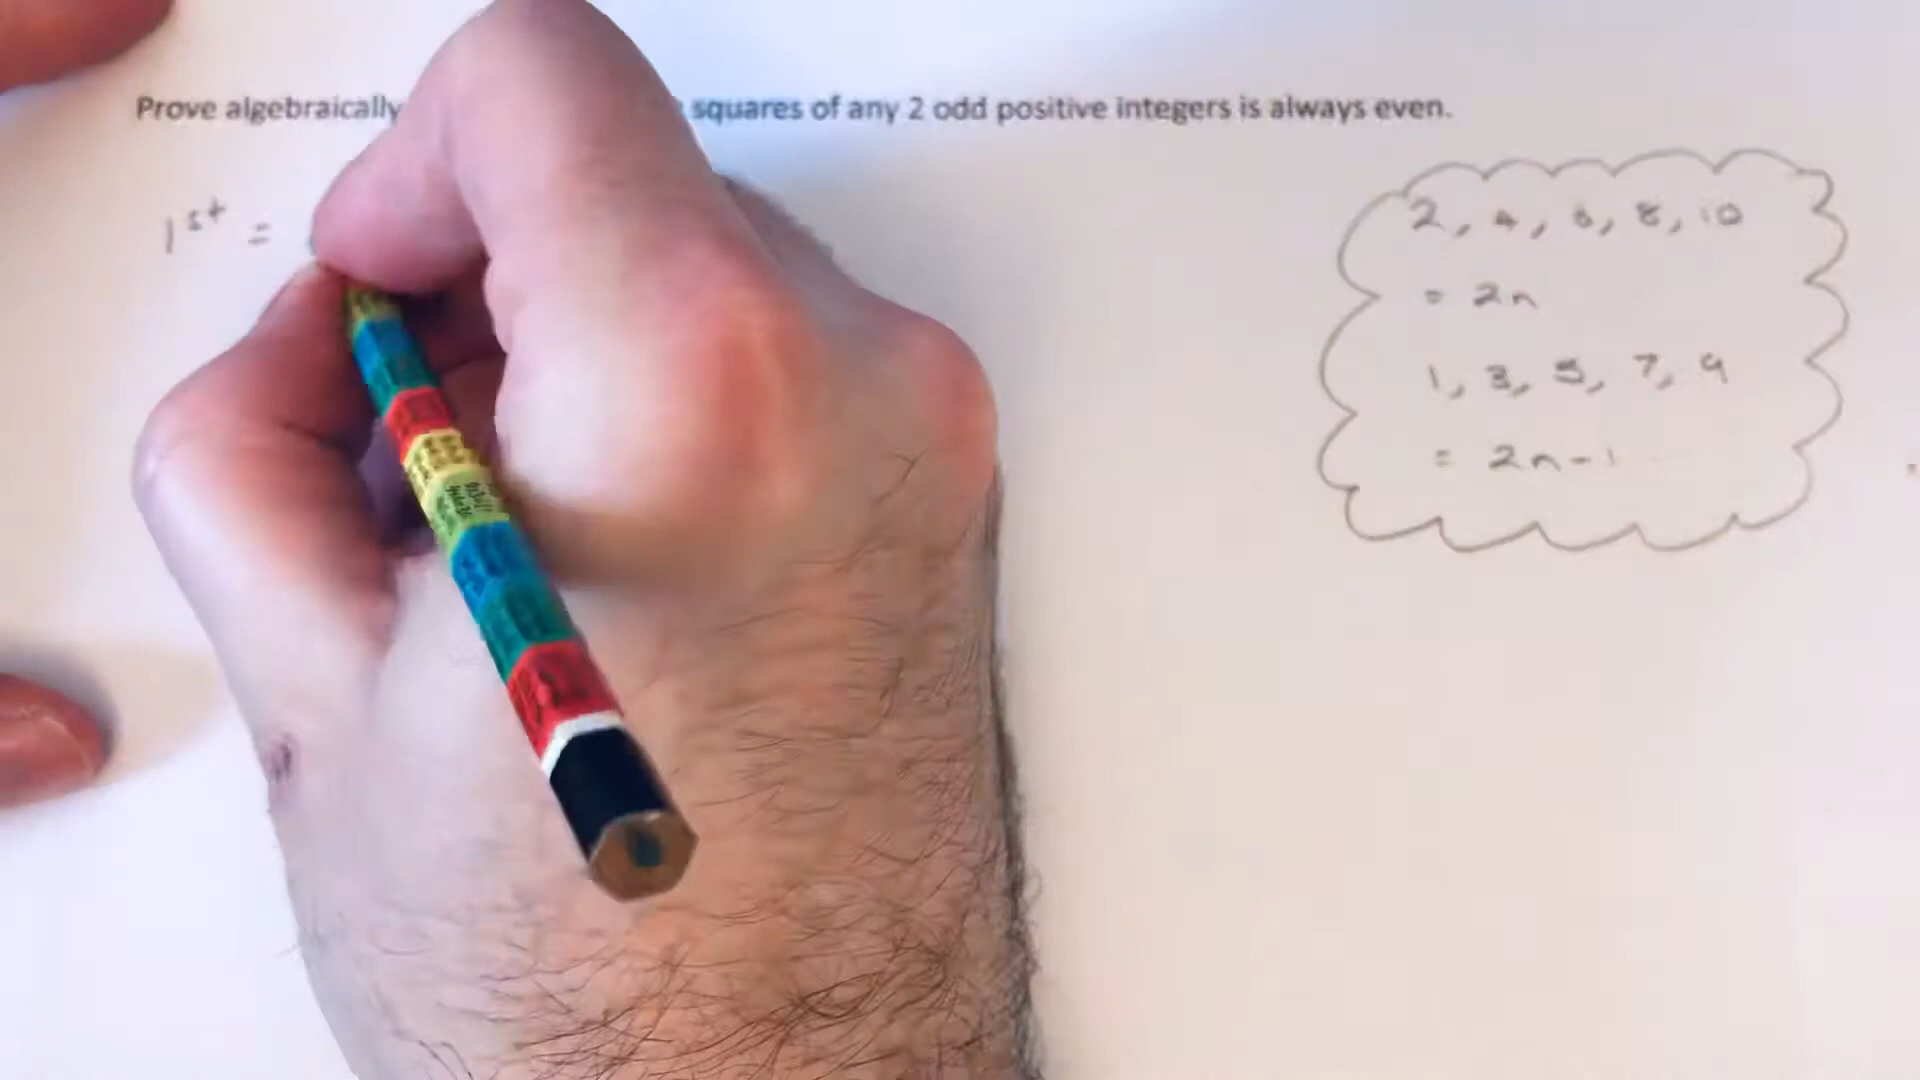 Prove algebraically squares of any 2 odd positive integers is always even.
1st =
2, 4, 6, 8, 10
= 2n
1, 3, 5, 7, 9
= 2n-1